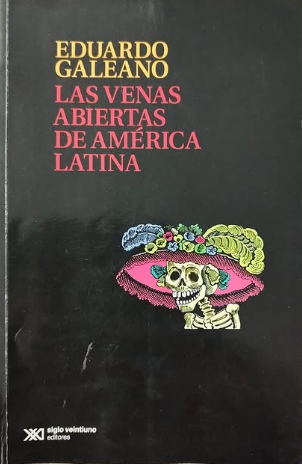 EDUARDO
GALEANO
LAS VENAS
ABIERTAS
DE AMÉRICA
LATINA
siglo veintiuno
editores